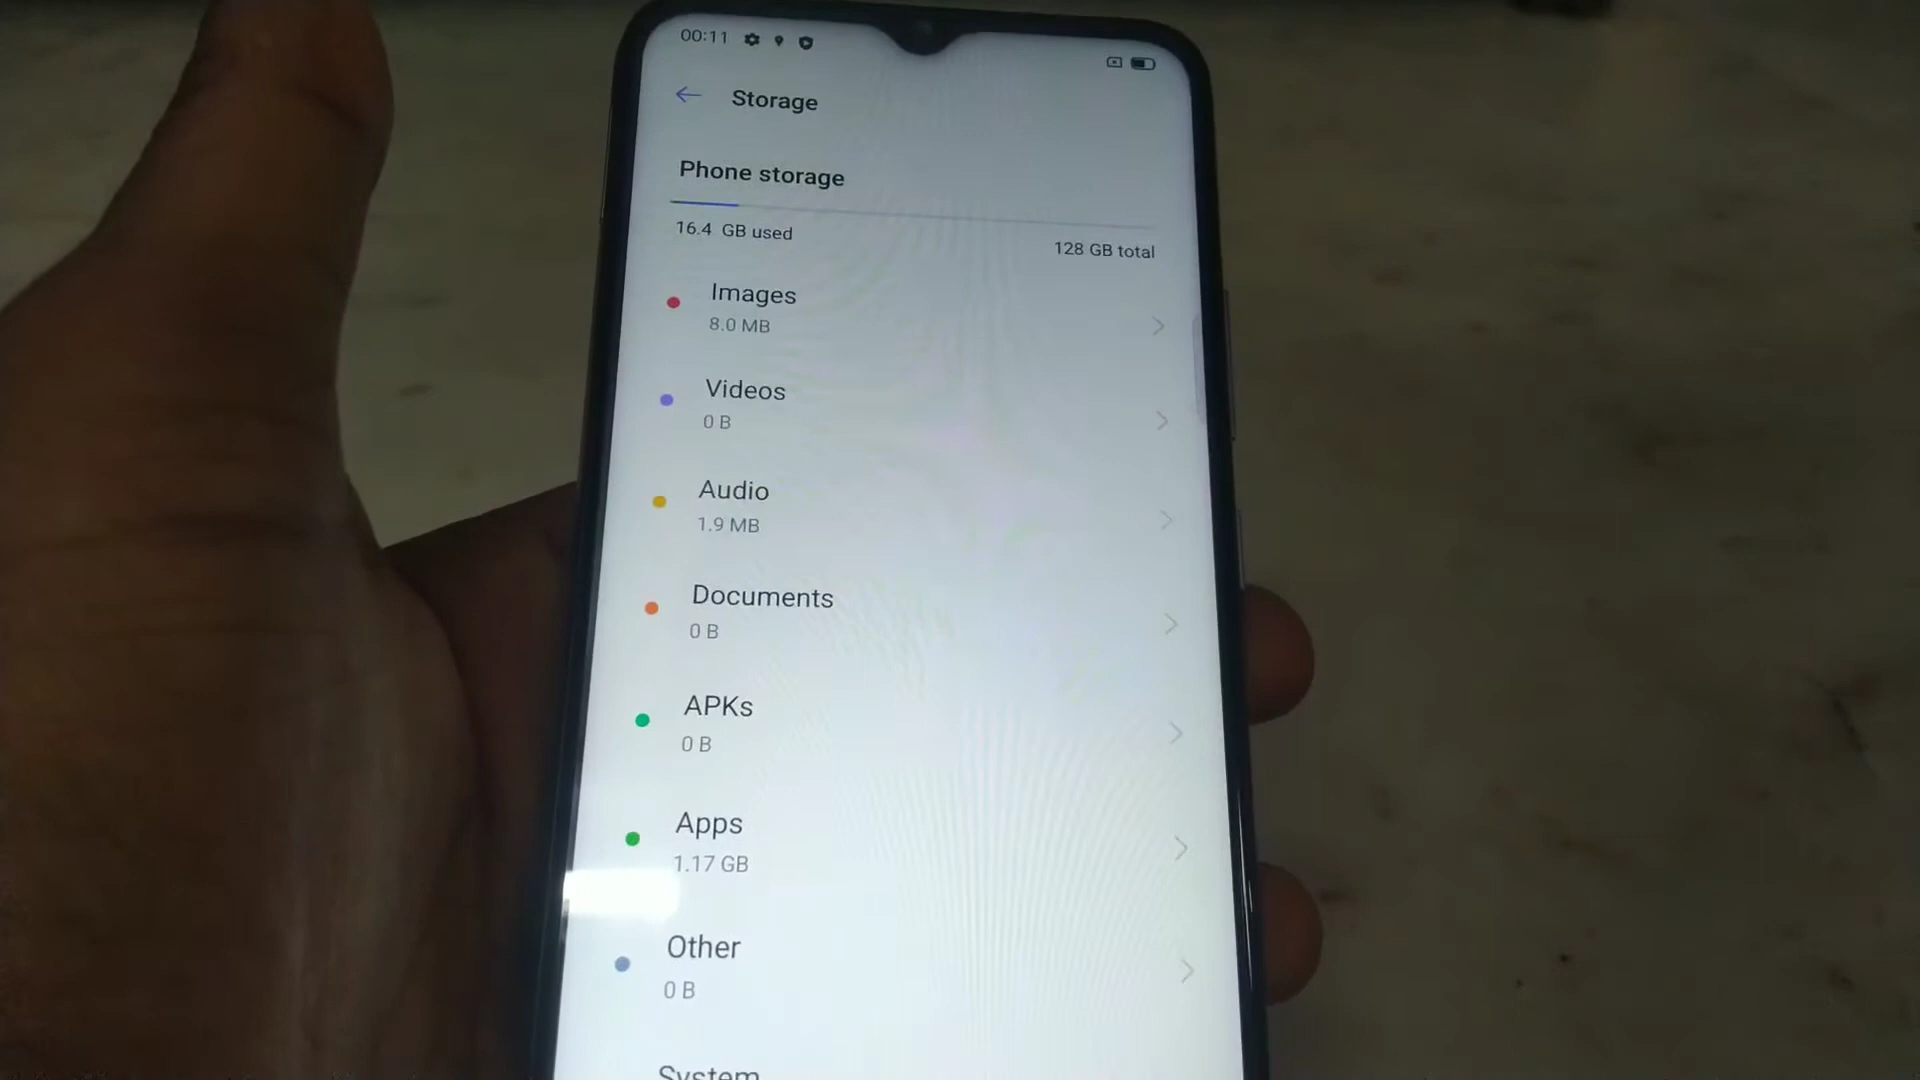 00:11
Storage
Phone storage
16.4 GB used
128 GB total
Images
8.0 MB
Videos
0 B
Audio
1.9 MB
Documents
0 B
APKs
0 B
Apps
1.17 GB
Other
0 B
System